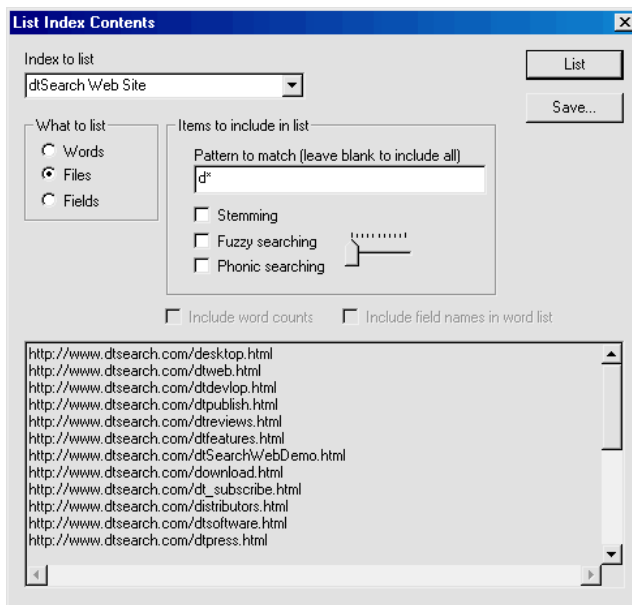 List Index Contents
Index to list
dtSearch Web Site
List
Save...
What to list
Words
Files
Fields
Items to include in list
Pattern to match (leave blank to include all)
d*
Stemming
Fuzzy searching
Phonic searching
Include word counts
Include field names in word list
http://www.dtsearch.com/desktop.html
http://www.dtsearch.com/dtweb.html
http://www.dtsearch.com/dtdevlop.html
http://www.dtsearch.com/dtpublish.html
http://www.dtsearch.com/dtreviews.html
http://www.dtsearch.com/dtfeatures.html
http://www.dtsearch.com/dtSearchWebDemo.html
http://www.dtsearch.com/download.html
http://www.dtsearch.com/dt_subscribe.html
http://www.dtsearch.com/distributors.html
http://www.dtsearch.com/dtsoftware.html
http://www.dtsearch.com/dtpress.html